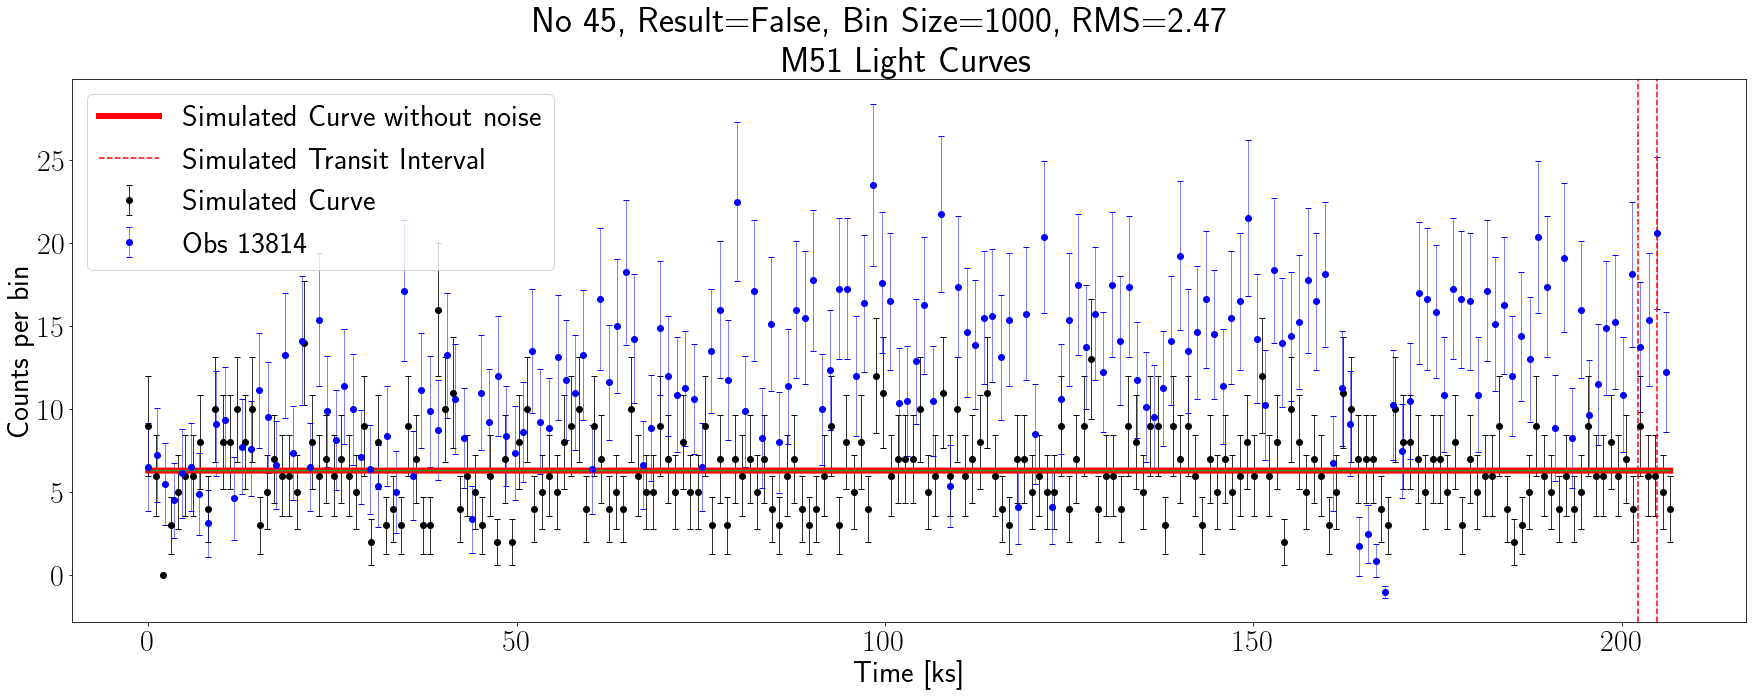 No 45, Result=False, Bin Size=1000, RMS=2.47
M51 Light Curves
Simulated Curve without noise
Simulated Transit Interval
Simulated Curve
Obs 13814
Counts per bin
25
20
15
10
5
0
0 50 100 150 200
Time [ks]